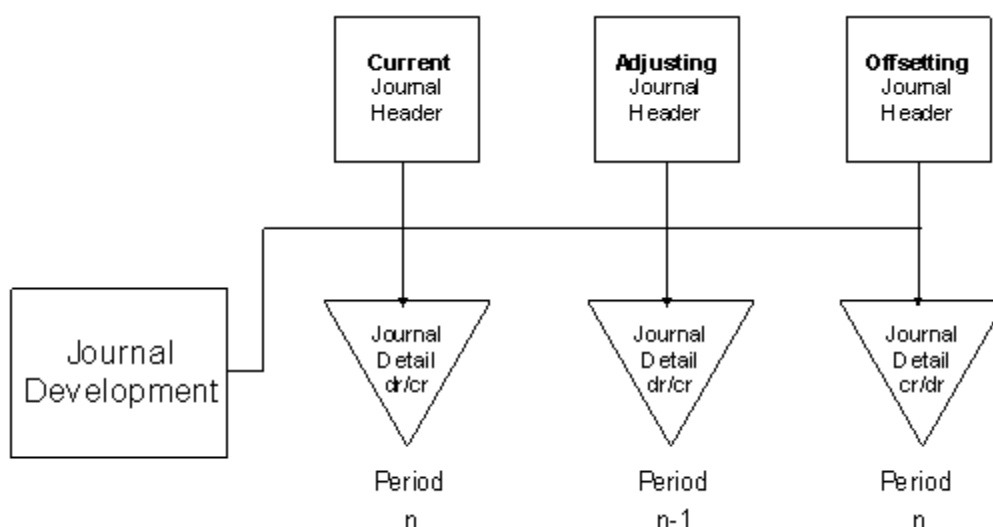 Current
Journal
Header
Adjusting
Journal
Header
Offsetting
Journal
Header
Journal
Development
Journal
Detail
dr/cr
Journal
Detail
dr/cr
Journal
Detail
cr/dr
Period
n
Period
n-1
Period
n